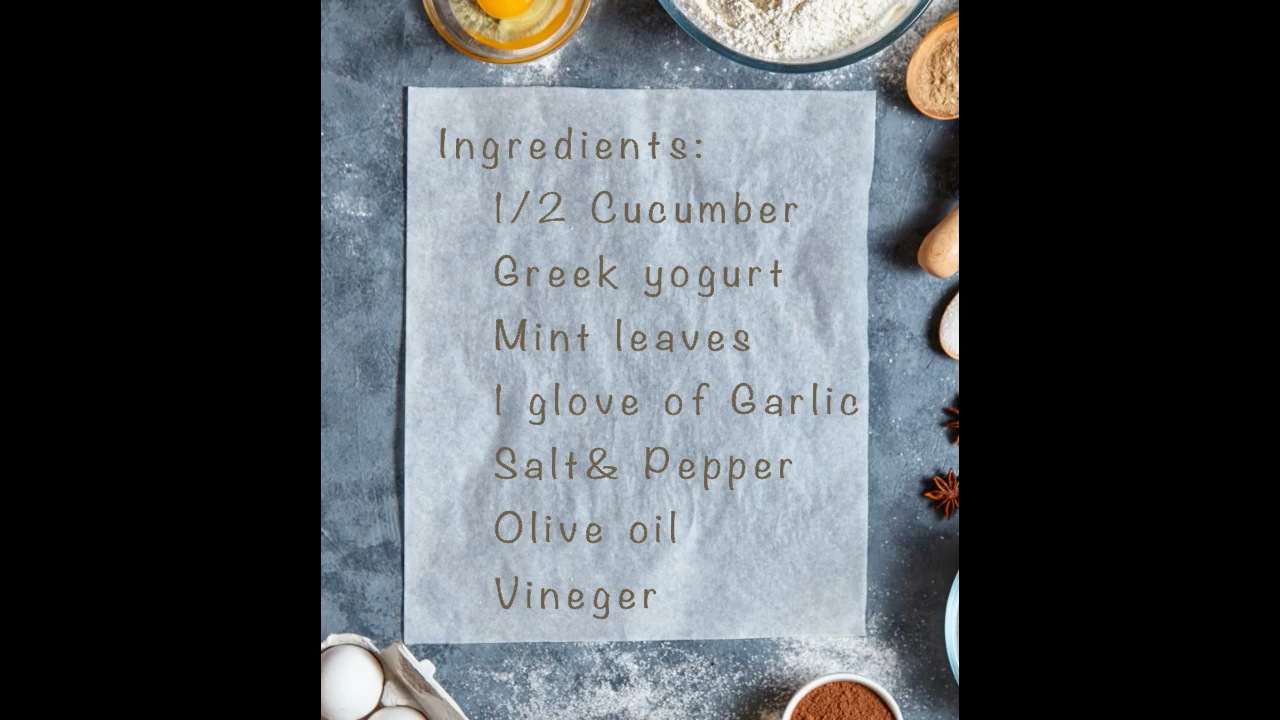 Ingredients:
1/2 Cucumber
Greek yogurt
Mint leaves
1 glove of Garlic
Salt& Pepper
Olive oil
Vineger